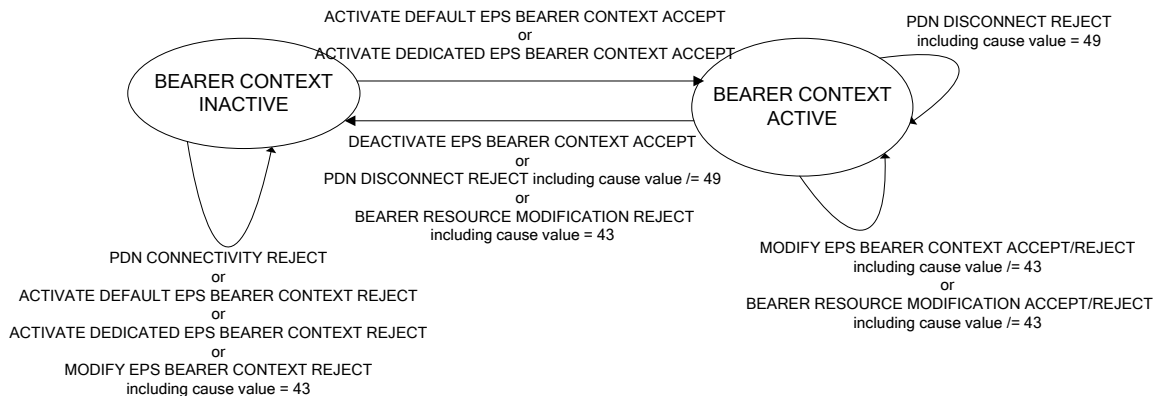 ACTIVATE DEFAULT EPS BEARER CONTEXT ACCEPT
or
ACTIVATE DEDICATED EPS BEARER CONTEXT ACCEPT
PDN DISCONNECT REJECT
including cause value = 49
BEARER CONTEXT
INACTIVE
BEARER CONTEXT
ACTIVE
DEACTIVATE EPS BEARER CONTEXT ACCEPT
or
PDN DISCONNECT REJECT including cause value /= 49
or
BEARER RESOURCE MODIFICATION REJECT
including cause value = 43
PDN CONNECTIVITY REJECT
or
ACTIVATE DEFAULT EPS BEARER CONTEXT REJECT
or
ACTIVATE DEDICATED EPS BEARER CONTEXT REJECT
or
MODIFY EPS BEARER CONTEXT REJECT
including cause value = 43
MODIFY EPS BEARER CONTEXT ACCEPT/REJECT
including cause value /= 43
or
BEARER RESOURCE MODIFICATION ACCEPT/REJECT
including cause value /= 43